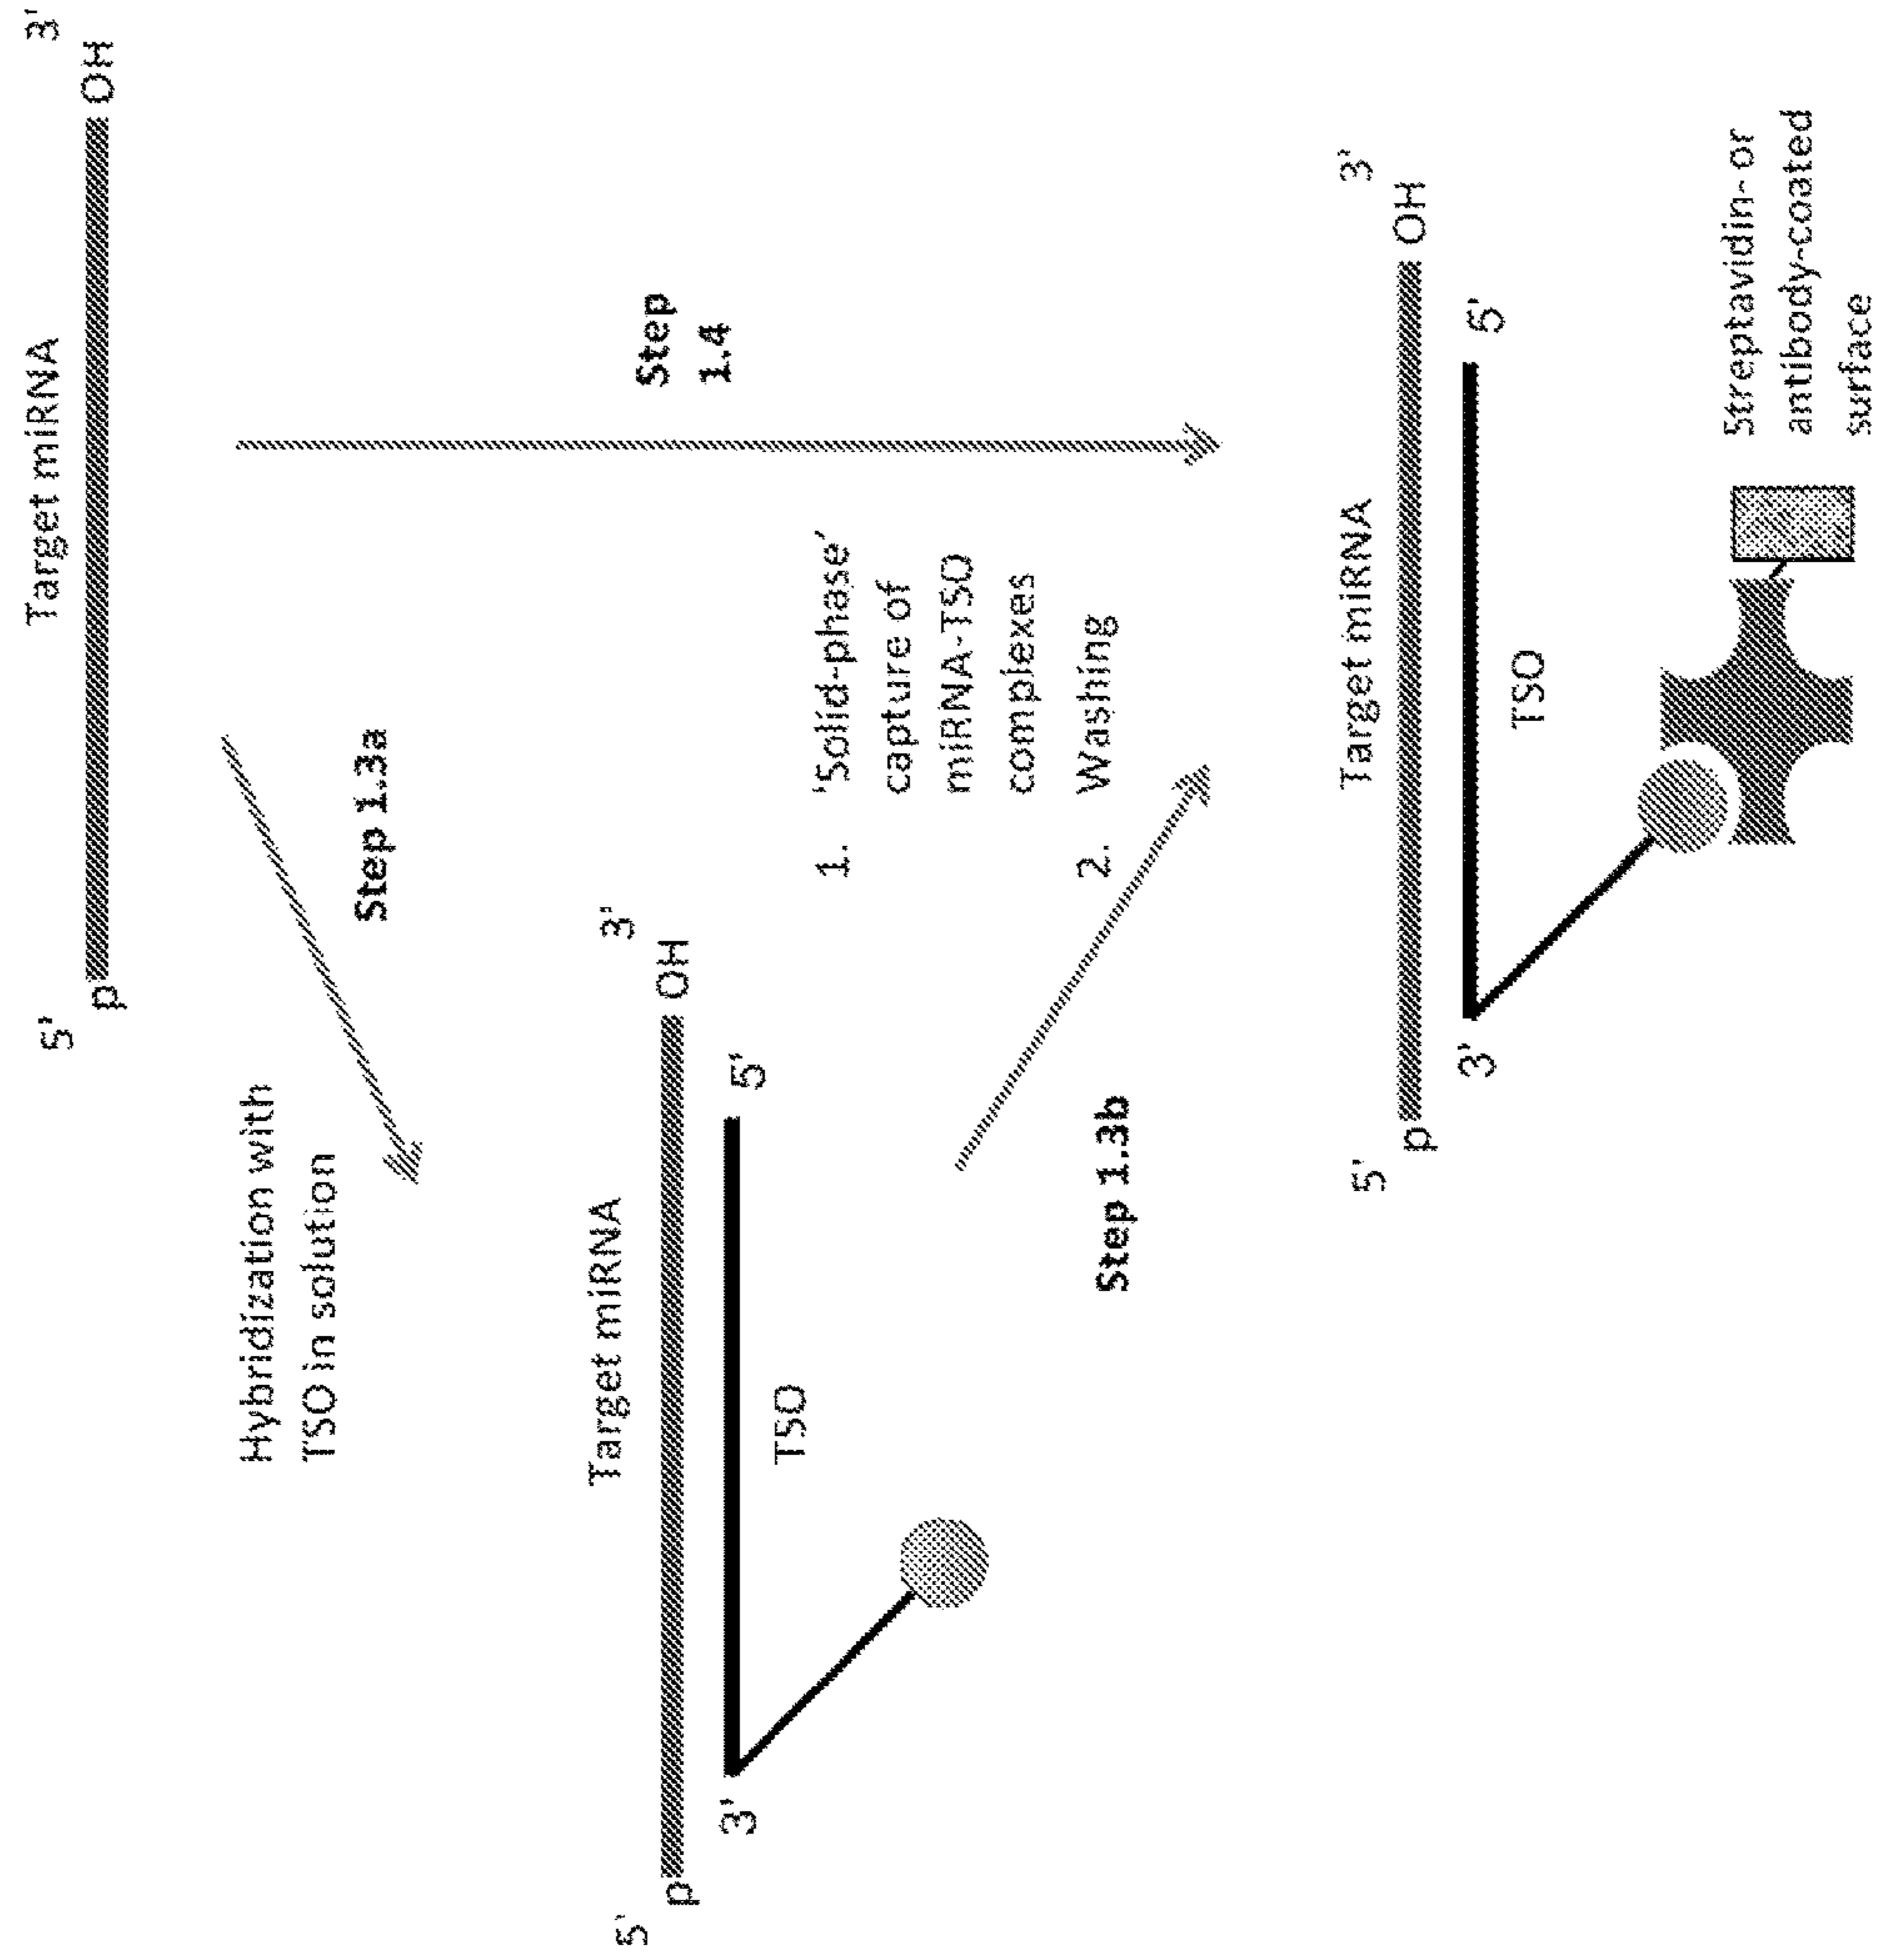 Target miRNA
5'
3'
p
OH
Hybridization with
TSO in solution
Step 1.3a
Step
1.4
Target miRNA
5'
3'
p
OH
3'
5'
TSO
1. 'Solid-phase'
capture of
miRNA-TSO
complexes
2. Washing
Step 1.3b
Target miRNA
5'
3'
p
OH
3'
5'
TSO
Streptavidin- or
antibody-coated
surface